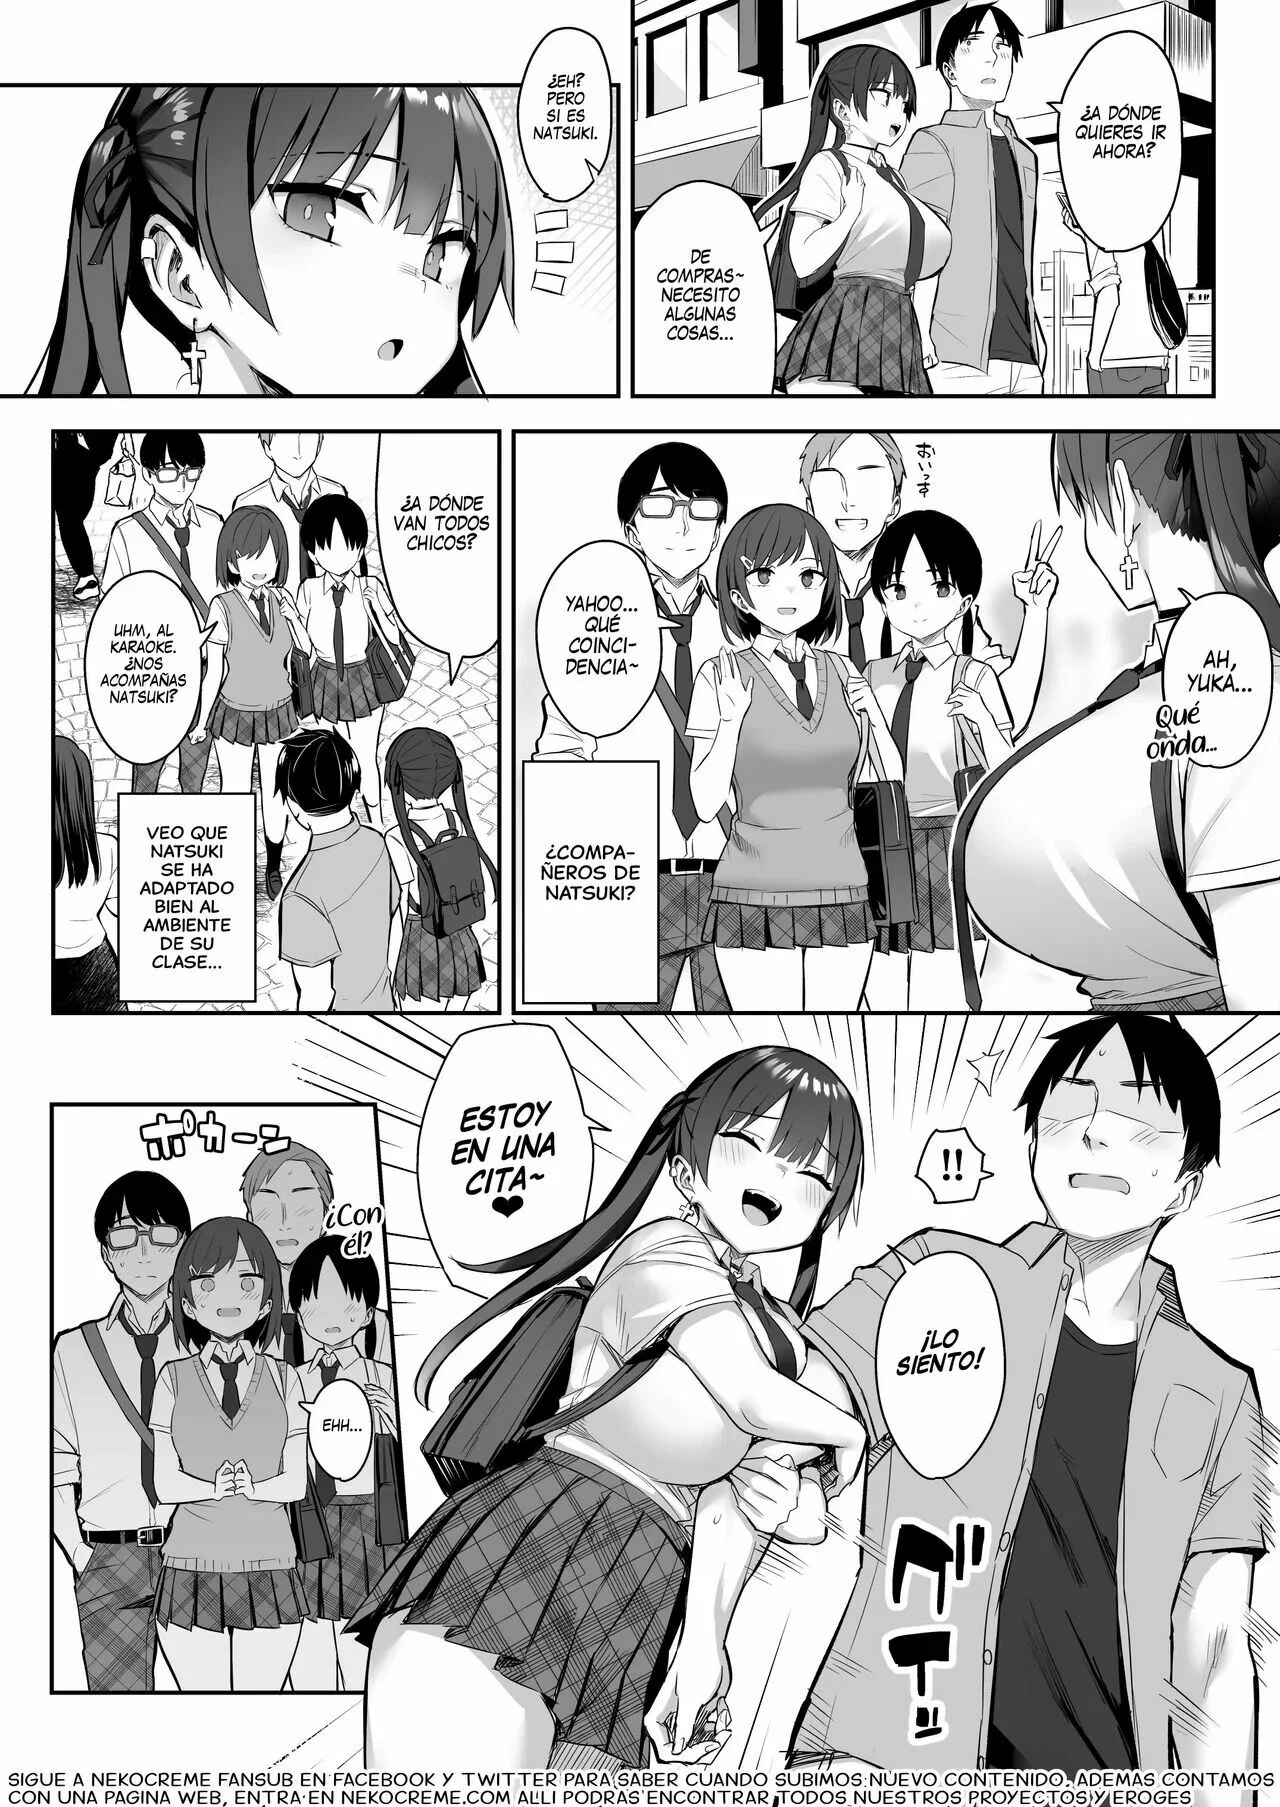 ¿A DÓNDE
QUIERES IR
AHORA?
DE
COMPRAS~
NECESITO
ALGUNAS
COSAS...
¿EH?
PERO
SI ES
NATSUKI.
おいっす
AH,
YUKA...
Qué
onda...
YAHOO...
QUÉ
COINCI-
DENCIA~
¿COMPA-
ÑEROS DE
NATSUKI?
¿A DÓNDE
VAN TODOS
CHICOS?
UHM, AL
KARAOKE.
¿NOS
ACOMPAÑAS
NATSUKI?
VEO QUE
NATSUKI
SE HA
ADAPTADO
BIEN AL
AMBIENTE
DE SU
CLASE...
!!
¡LO
SIENTO!
ESTOY
EN UNA
CITA~
♥
グイッ
ポカーン
¿Con
él?
EHH...
SIGUE A NEKOCREME FANSUB EN FACEBOOK Y TWITTER PARA SABER CUANDO SUBIMOS NUEVO CONTENIDO. ADEMAS CONTAMOS
CON UNA PAGINA WEB, ENTRA EN NEKOCREME.COM ALLI PODRAS ENCONTRAR TODOS NUESTROS PROYECTOS Y EROGES